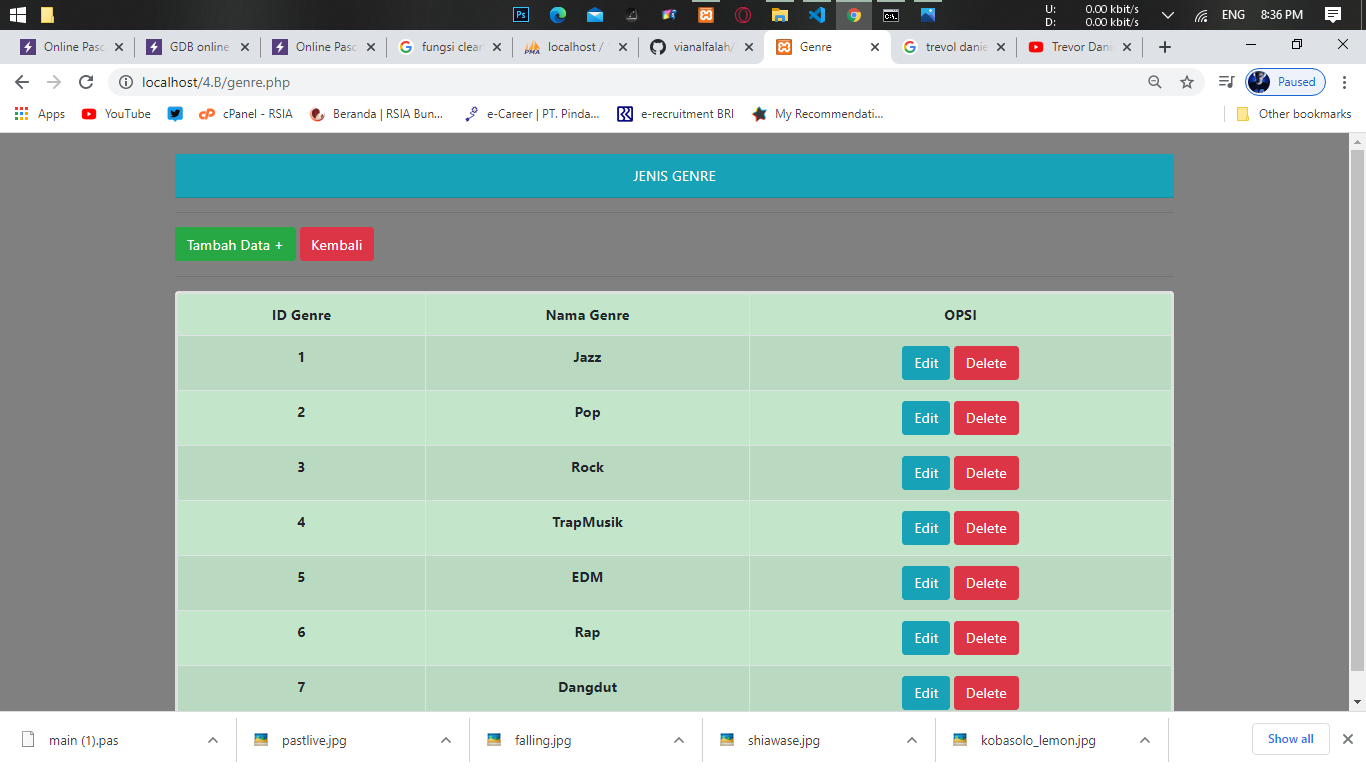 Ps U: 0.00 kbit/s ENG 8:36 PM
D: 0.00 kbit/s
Online Pasc GDB online Online Pasc fungsi clear localhost / vianalfalah/ Genre trevol danie Trevor Dani
localhost/4.B/genre.php Paused
Apps YouTube cPanel - RSIA Beranda | RSIA Bun... e-Career | PT. Pinda... e-recruitment BRI My Recommendati... Other bookmarks
JENIS GENRE
Tambah Data + Kembali
ID Genre Nama Genre OPSI
1 Jazz Edit Delete
2 Pop Edit Delete
3 Rock Edit Delete
4 TrapMusik Edit Delete
5 EDM Edit Delete
6 Rap Edit Delete
7 Dangdut Edit Delete
main (1).pas pastlive.jpg falling.jpg shiawase.jpg kobasolo_lemon.jpg Show all